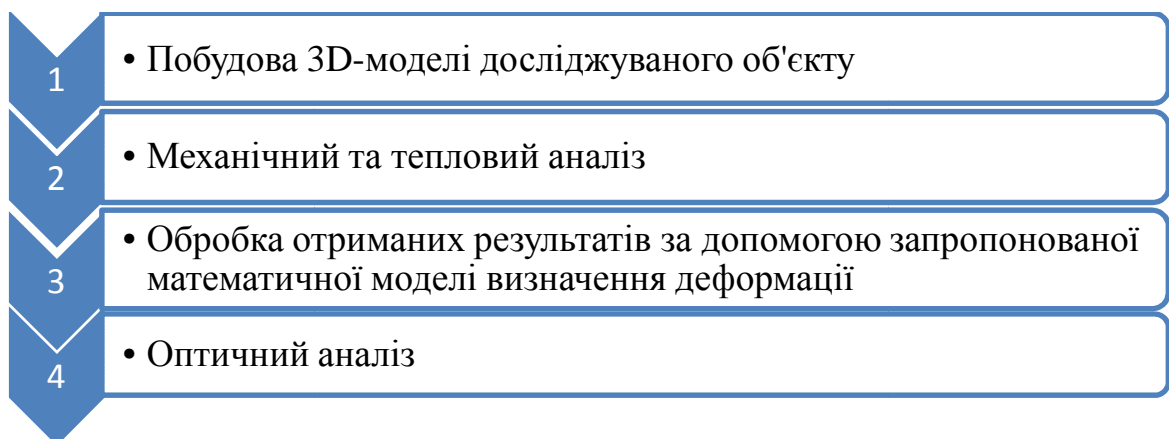 1
• Побудова 3D-моделі досліджуваного об'єкту
2
• Механічний та тепловий аналіз
3
• Обробка отриманих результатів за допомогою запропонованої
математичної моделі визначення деформації
4
• Оптичний аналіз